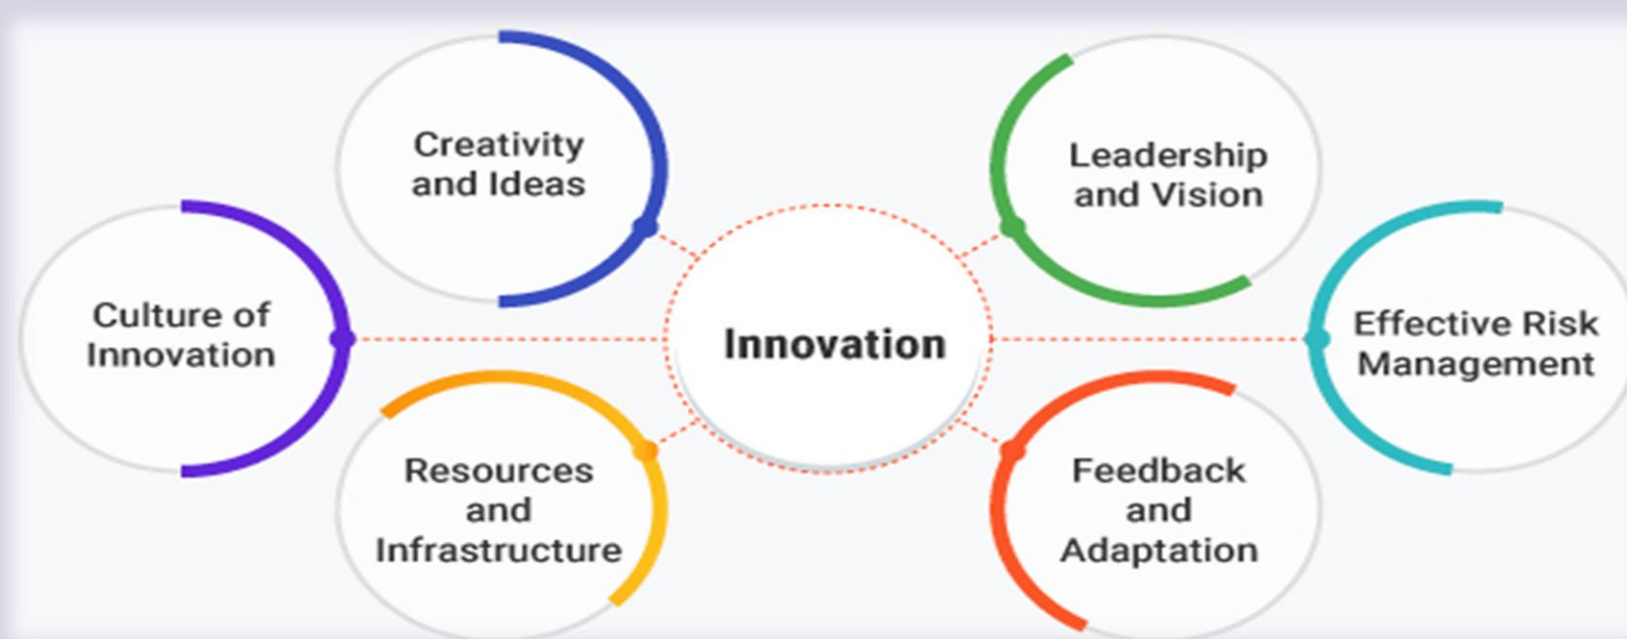 Creativity
and Ideas
Leadership
and Vision
Culture of
Innovation
Innovation
Effective Risk
Management
Resources
and
Infrastructure
Feedback
and
Adaptation